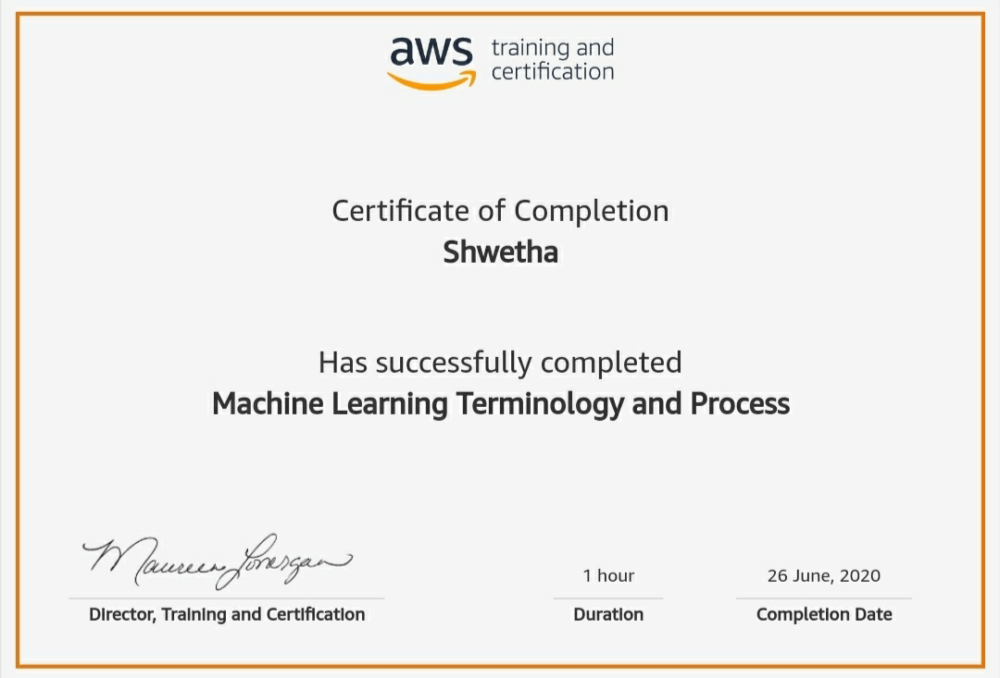 aws training and
certification
Certificate of Completion
Shwetha
Has successfully completed
Machine Learning Terminology and Process
Maureen Lonergan
Director, Training and Certification
1 hour
Duration
26 June, 2020
Completion Date